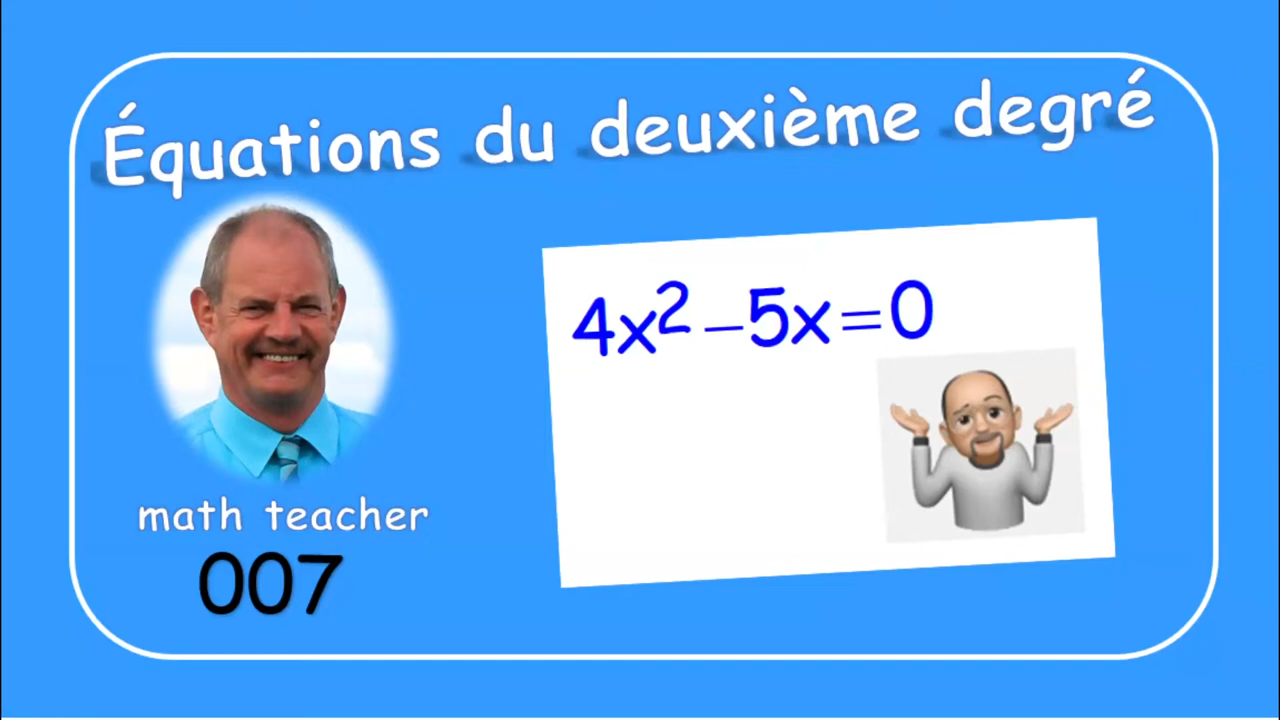 Équations du deuxième degré
4x² – 5x = 0
math teacher
007